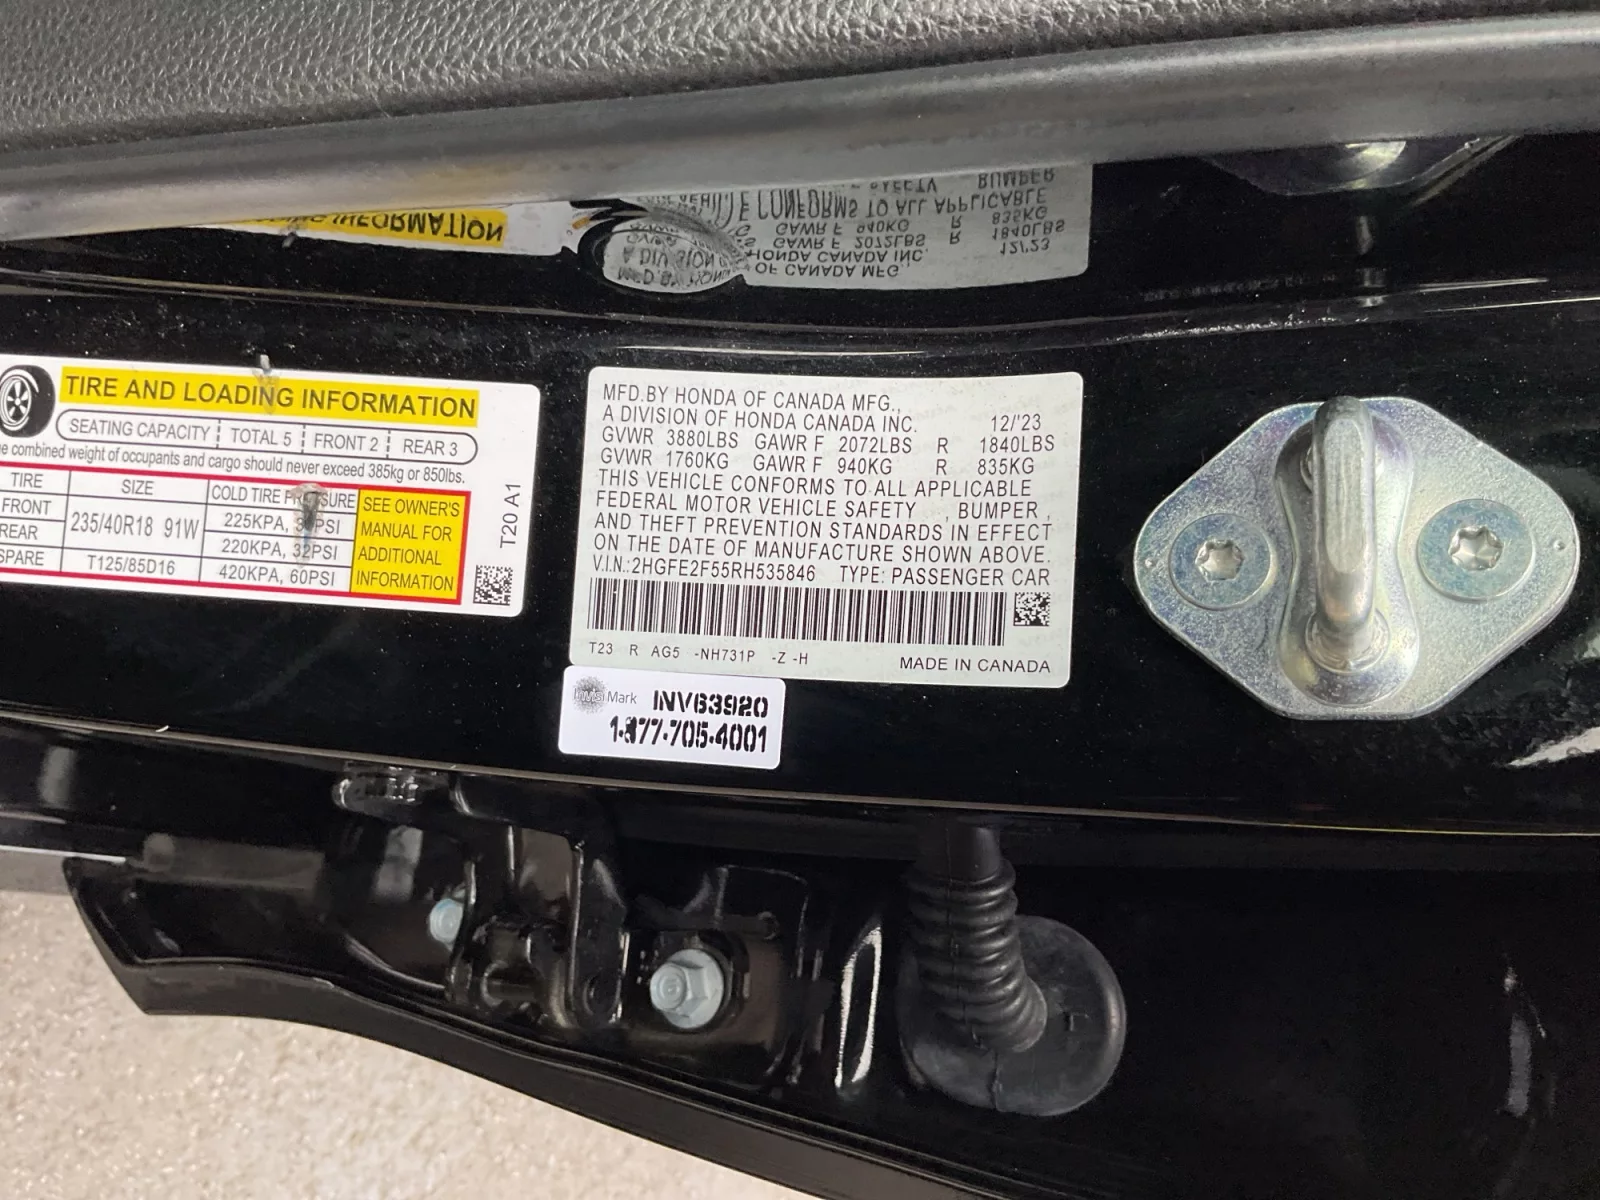 TIRE AND LOADING INFORMATION
SEATING CAPACITY TOTAL 5 FRONT 2 REAR 3
combined weight of occupants and cargo should never exceed 385kg or 850lbs.
TIRE SIZE COLD TIRE PRESSURE
FRONT 235/40R18 91W 225KPA, PSI
REAR 220KPA, 32PSI
SPARE T125/85D16 420KPA, 60PSI
SEE OWNER'S
MANUAL FOR
ADDITIONAL
INFORMATION
T20 A1
MFD.BY HONDA OF CANADA MFG.,
A DIVISION OF HONDA CANADA INC. 12/'23
GVWR 3880LBS GAWR F 2072LBS R 1840LBS
GVWR 1760KG GAWR F 940KG R 835KG
THIS VEHICLE CONFORMS TO ALL APPLICABLE
FEDERAL MOTOR VEHICLE SAFETY , BUMPER ,
AND THEFT PREVENTION STANDARDS IN EFFECT
ON THE DATE OF MANUFACTURE SHOWN ABOVE.
V.I.N.:2HGFE2F55RH535846 TYPE: PASSENGER CAR
T23 R AG5 -NH731P -Z -H
MADE IN CANADA
Mark INV63920
1-877-705-4001